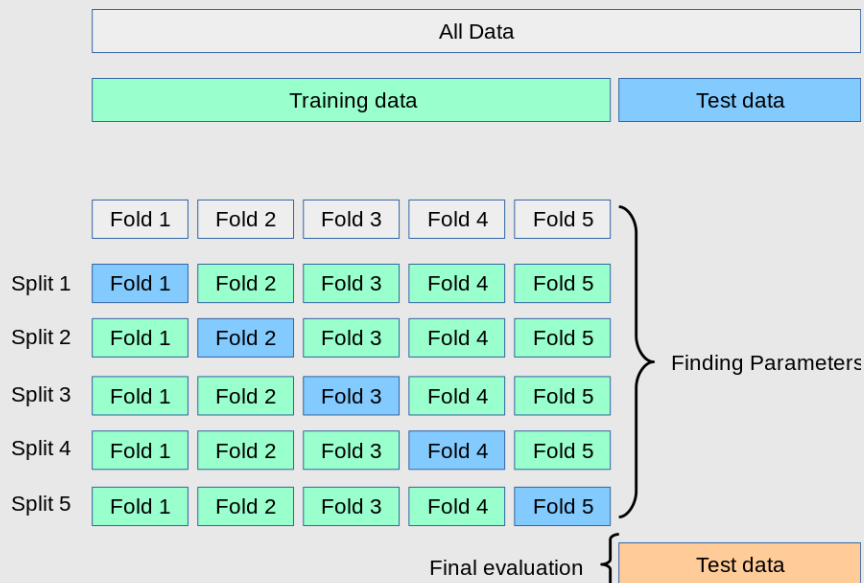 All Data
Training data Test data
Fold 1 Fold 2 Fold 3 Fold 4 Fold 5
Split 1 Fold 1 Fold 2 Fold 3 Fold 4 Fold 5
Split 2 Fold 1 Fold 2 Fold 3 Fold 4 Fold 5
Finding Parameters
Split 3 Fold 1 Fold 2 Fold 3 Fold 4 Fold 5
Split 4 Fold 1 Fold 2 Fold 3 Fold 4 Fold 5
Split 5 Fold 1 Fold 2 Fold 3 Fold 4 Fold 5
Final evaluation Test data